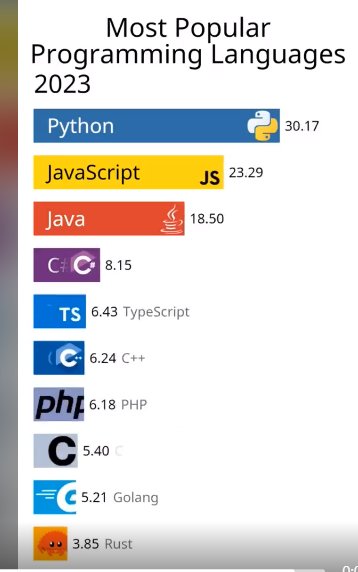 Most Popular
Programming Languages
2023
Python 30.17
JavaScript JS 23.29
Java 18.50
C# 8.15
TS 6.43 TypeScript
C++ 6.24 C++
php 6.18 PHP
C 5.40 C
G 5.21 Golang
3.85 Rust